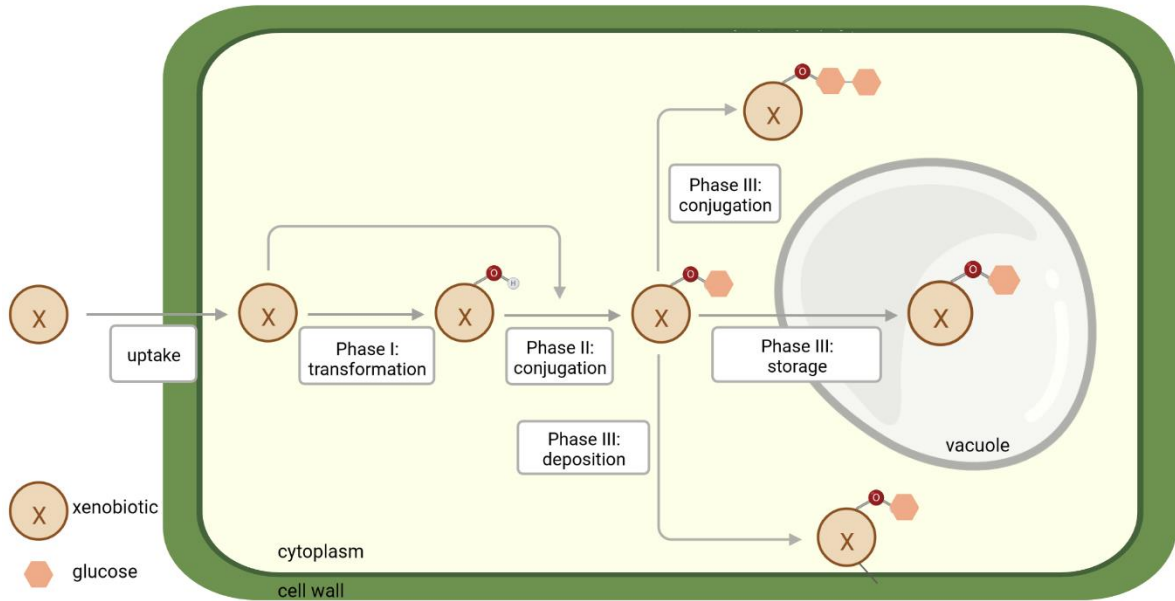 O
X
Phase III:
conjugation
O
O
O
H
X
X
X
X
X
uptake
Phase I:
transformation
Phase II:
conjugation
Phase III:
storage
Phase III:
deposition
vacuole
O
X
xenobiotic
X
cytoplasm
glucose
cell wall